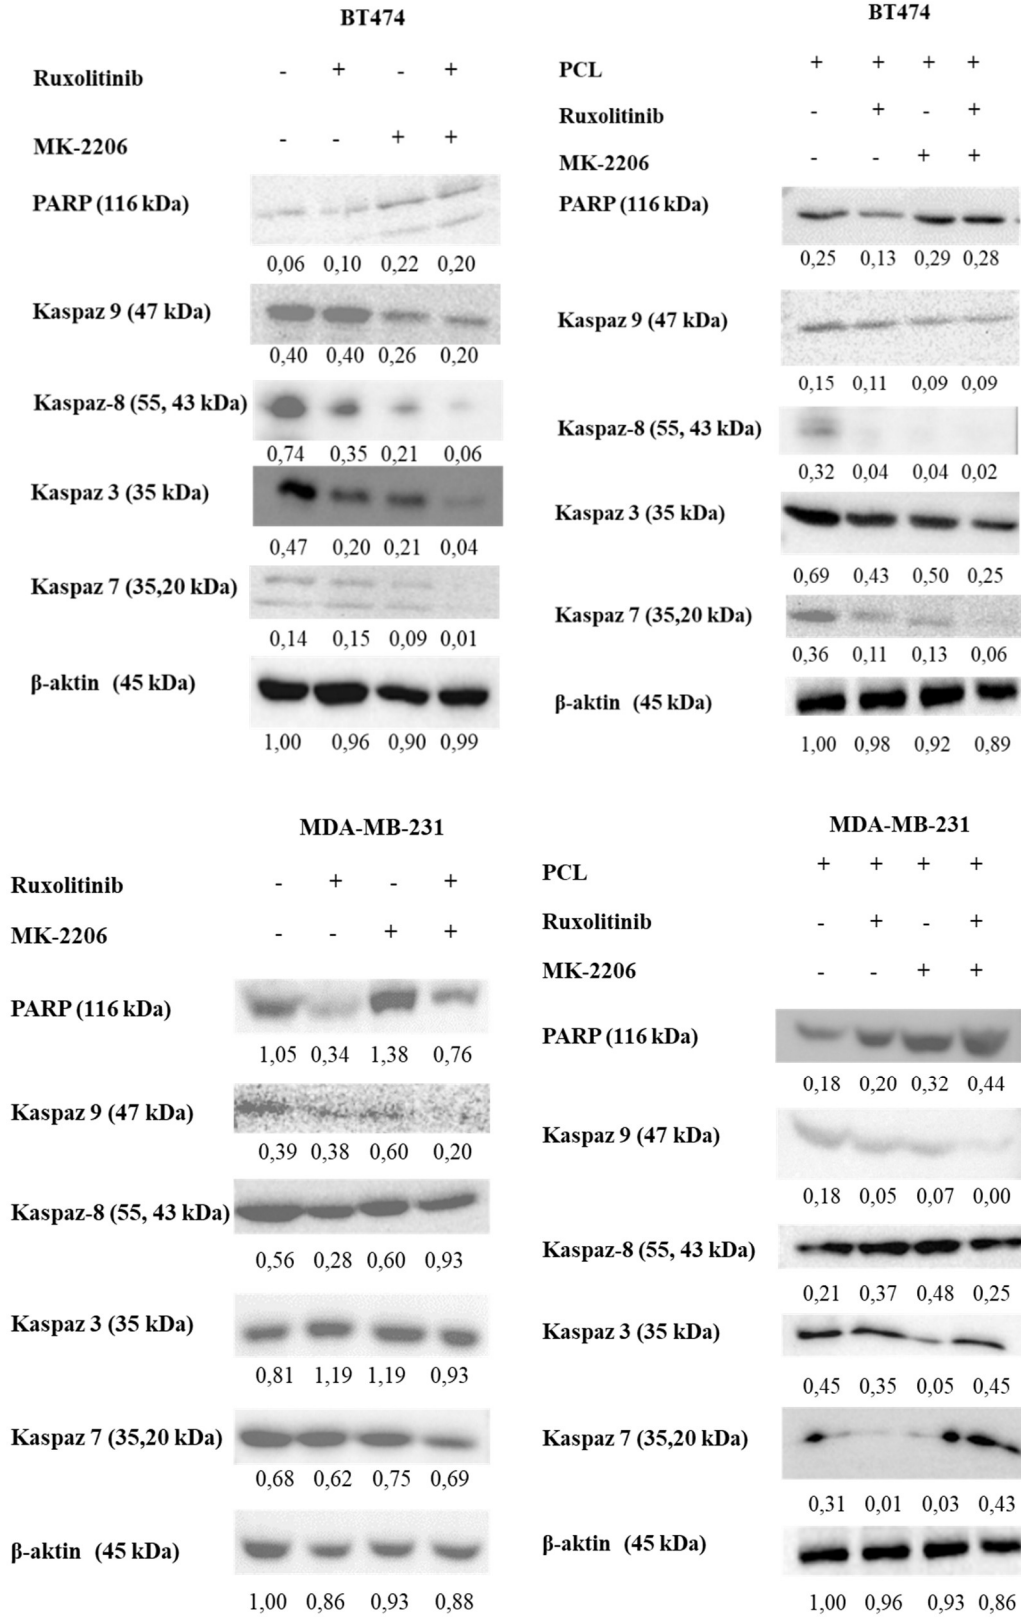 BT474
Ruxolitinib - + - +
MK-2206 - - + +
PARP (116 kDa)
0,06 0,10 0,22 0,20
Kaspaz 9 (47 kDa)
0,40 0,40 0,26 0,20
Kaspaz-8 (55, 43 kDa)
0,74 0,35 0,21 0,06
Kaspaz 3 (35 kDa)
0,47 0,20 0,21 0,04
Kaspaz 7 (35,20 kDa)
0,14 0,15 0,09 0,01
β-aktin (45 kDa)
1,00 0,96 0,90 0,99
BT474
PCL + + + +
Ruxolitinib - + - +
MK-2206 - - + +
PARP (116 kDa)
0,25 0,13 0,29 0,28
Kaspaz 9 (47 kDa)
0,15 0,11 0,09 0,09
Kaspaz-8 (55, 43 kDa)
0,32 0,04 0,04 0,02
Kaspaz 3 (35 kDa)
0,69 0,43 0,50 0,25
Kaspaz 7 (35,20 kDa)
0,36 0,11 0,13 0,06
β-aktin (45 kDa)
1,00 0,98 0,92 0,89
MDA-MB-231
Ruxolitinib - + - +
MK-2206 - - + +
PARP (116 kDa)
1,05 0,34 1,38 0,76
Kaspaz 9 (47 kDa)
0,39 0,38 0,60 0,20
Kaspaz-8 (55, 43 kDa)
0,56 0,28 0,60 0,93
Kaspaz 3 (35 kDa)
0,81 1,19 1,19 0,93
Kaspaz 7 (35,20 kDa)
0,68 0,62 0,75 0,69
β-aktin (45 kDa)
1,00 0,86 0,93 0,88
MDA-MB-231
PCL + + + +
Ruxolitinib - + - +
MK-2206 - - + +
PARP (116 kDa)
0,18 0,20 0,32 0,44
Kaspaz 9 (47 kDa)
0,18 0,05 0,07 0,00
Kaspaz-8 (55, 43 kDa)
0,21 0,37 0,48 0,25
Kaspaz 3 (35 kDa)
0,45 0,35 0,05 0,45
Kaspaz 7 (35,20 kDa)
0,31 0,01 0,03 0,43
β-aktin (45 kDa)
1,00 0,96 0,93 0,86